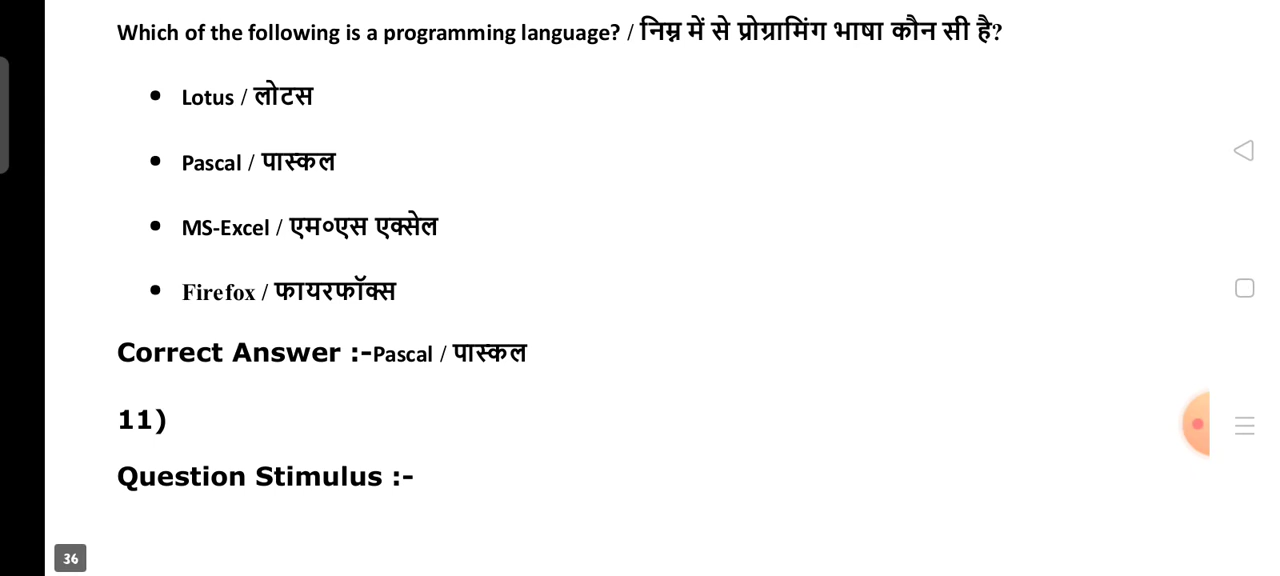 Which of the following is a programming language? / निम्न में से प्रोग्रामिंग भाषा कौन सी है?
• Lotus / लोटस
• Pascal / पास्कल
• MS-Excel / एम०एस एक्सेल
• Firefox / फायरफॉक्स
Correct Answer :-Pascal / पास्कल
11)
Question Stimulus :-
36